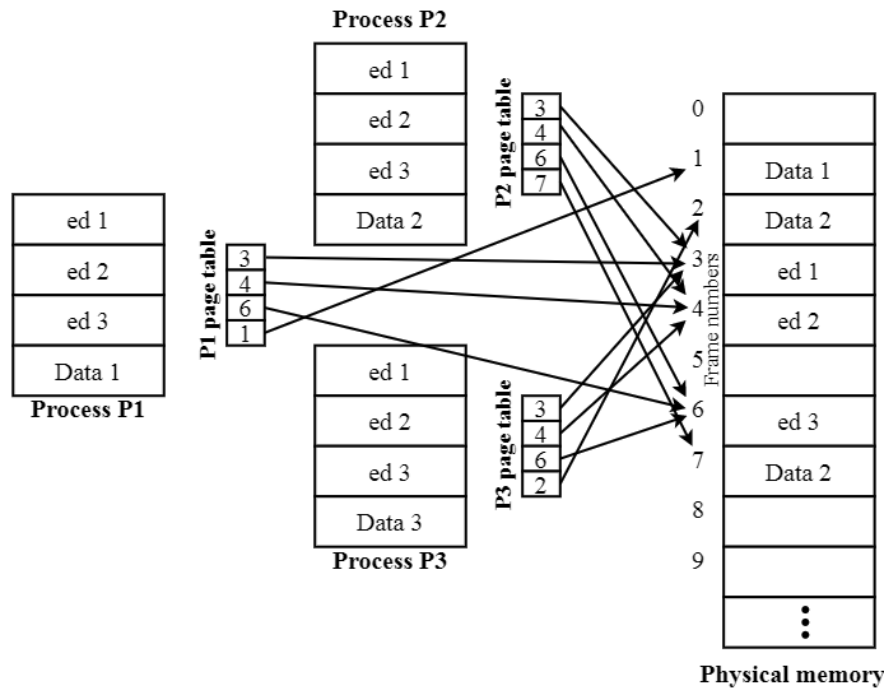 Process P2
ed 1
ed 2
ed 3
Data 2
P2 page table
3
4
6
7
ed 1
ed 2
ed 3
Data 1
Process P1
P1 page table
3
4
6
1
ed 1
ed 2
ed 3
Data 3
Process P3
P3 page table
3
4
6
2
Frame numbers
0
1 Data 1
2 Data 2
3 ed 1
4 ed 2
5
6 ed 3
7 Data 2
8
9
Physical memory